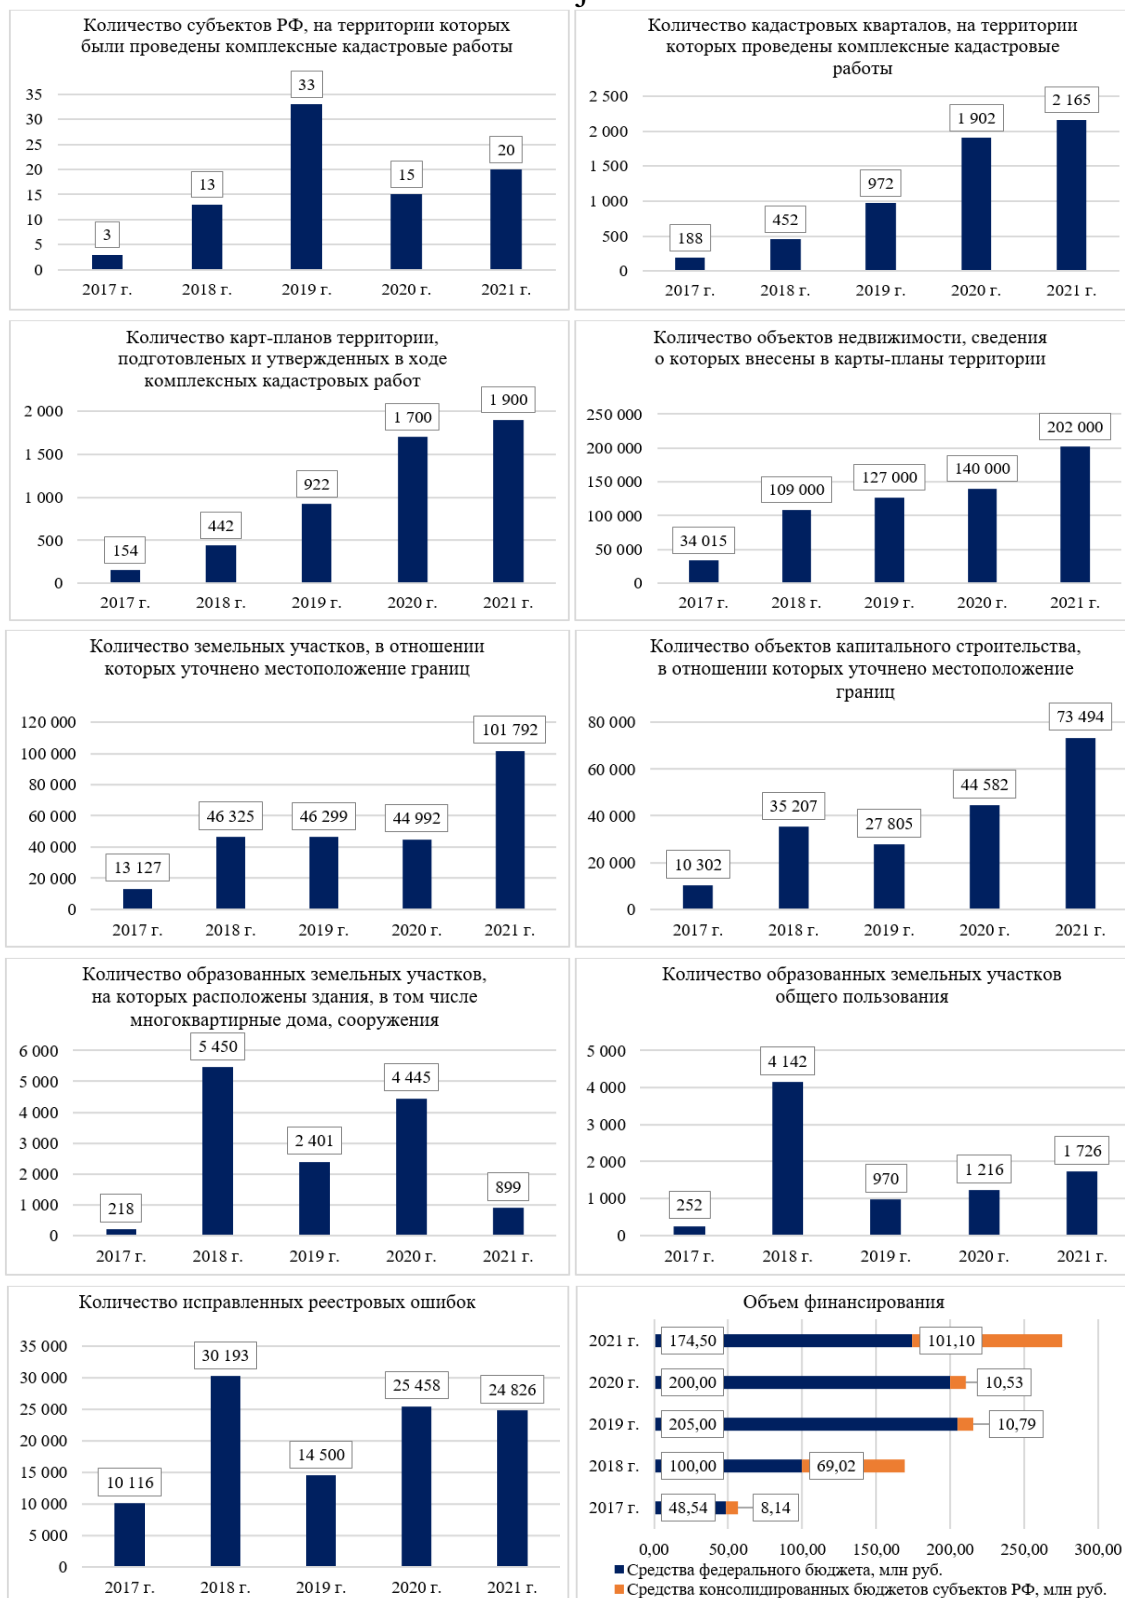 Количество субъектов РФ, на территории которых
были проведены комплексные кадастровые работы
35
30
25
20
15
10
5
0
3
13
33
15
20
2017 г.
2018 г.
2019 г.
2020 г.
2021 г.
Количество кадастровых кварталов, на территории
которых проведены комплексные кадастровые
работы
2 500
2 000
1 500
1 000
500
0
188
452
972
1 902
2 165
2017 г.
2018 г.
2019 г.
2020 г.
2021 г.
Количество карт-планов территории,
подготовленых и утвержденных в ходе
комплексных кадастровых работ
2 000
1 500
1 000
500
0
154
442
922
1 700
1 900
2017 г.
2018 г.
2019 г.
2020 г.
2021 г.
Количество объектов недвижимости, сведения
о которых внесены в карты-планы территории
250 000
200 000
150 000
100 000
50 000
0
34 015
109 000
127 000
140 000
202 000
2017 г.
2018 г.
2019 г.
2020 г.
2021 г.
Количество земельных участков, в отношении
которых уточнено местоположение границ
120 000
100 000
80 000
60 000
40 000
20 000
0
13 127
46 325
46 299
44 992
101 792
2017 г.
2018 г.
2019 г.
2020 г.
2021 г.
Количество объектов капитального строительства,
в отношении которых уточнено местоположение
границ
80 000
60 000
40 000
20 000
0
10 302
35 207
27 805
44 582
73 494
2017 г.
2018 г.
2019 г.
2020 г.
2021 г.
Количество образованных земельных участков,
на которых расположены здания, в том числе
многоквартирные дома, сооружения
6 000
5 000
4 000
3 000
2 000
1 000
0
218
5 450
2 401
4 445
899
2017 г.
2018 г.
2019 г.
2020 г.
2021 г.
Количество образованных земельных участков
общего пользования
5 000
4 000
3 000
2 000
1 000
0
252
4 142
970
1 216
1 726
2017 г.
2018 г.
2019 г.
2020 г.
2021 г.
Количество исправленных реестровых ошибок
35 000
30 000
25 000
20 000
15 000
10 000
5 000
0
10 116
30 193
14 500
25 458
24 826
2017 г.
2018 г.
2019 г.
2020 г.
2021 г.
Объем финансирования
2021 г.
174,50
101,10
2020 г.
200,00
10,53
2019 г.
205,00
10,79
2018 г.
100,00
69,02
2017 г.
48,54
8,14
0,00
50,00
100,00
150,00
200,00
250,00
300,00
Средства федерального бюджета, млн руб.
Средства консолидированных бюджетов субъектов РФ, млн руб.